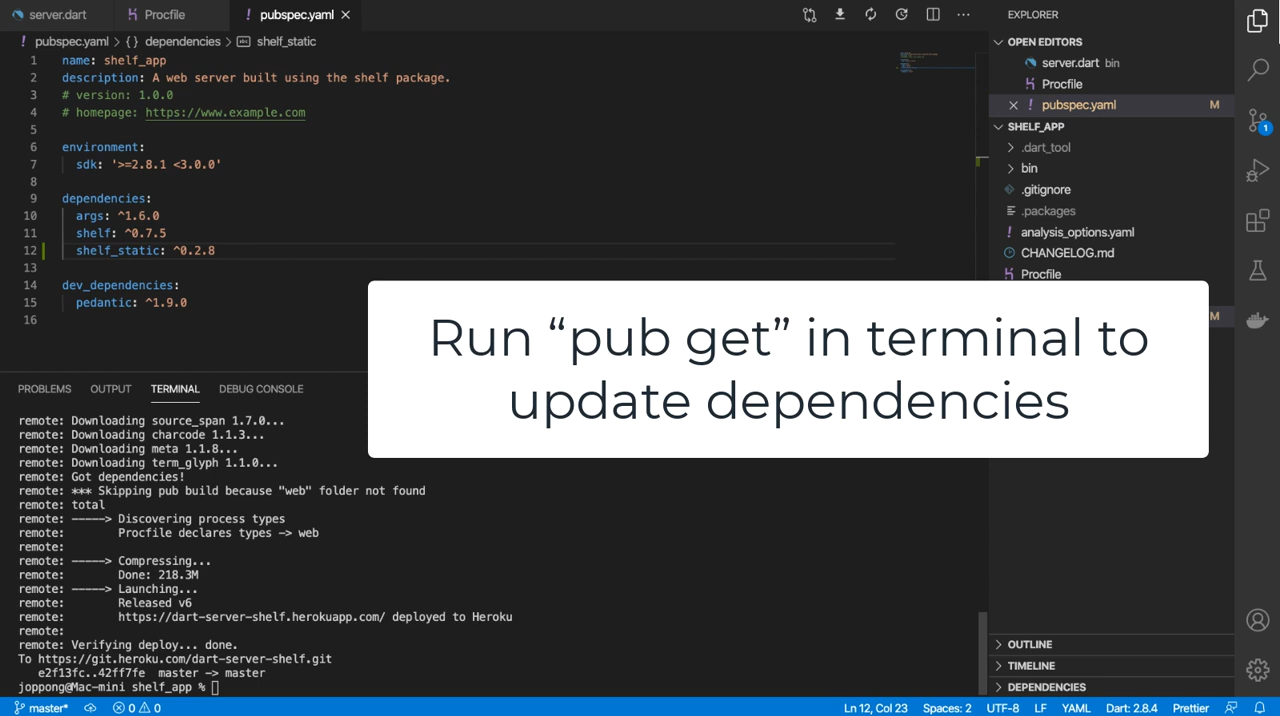 server.dart
Procfile
! pubspec.yaml
! pubspec.yaml > {} dependencies > shelf_static
1 name: shelf_app
2 description: A web server built using the shelf package.
3 # version: 1.0.0
4 # homepage: https://www.example.com
5
6 environment:
7 sdk: '>=2.8.1 <3.0.0'
8
9 dependencies:
10 args: ^1.6.0
11 shelf: ^0.7.5
12 shelf_static: ^0.2.8
13
14 dev_dependencies:
15 pedantic: ^1.9.0
16
Run “pub get” in terminal to
update dependencies
PROBLEMS OUTPUT TERMINAL DEBUG CONSOLE
remote: Downloading source_span 1.7.0...
remote: Downloading charcode 1.1.3...
remote: Downloading meta 1.1.8...
remote: Downloading term_glyph 1.1.0...
remote: Got dependencies!
remote: *** Skipping pub build because "web" folder not found
remote: total
remote: -----> Discovering process types
remote: Procfile declares types -> web
remote:
remote: -----> Compressing...
remote: Done: 218.3M
remote: -----> Launching...
remote: Released v6
remote: https://dart-server-shelf.herokuapp.com/ deployed to Heroku
remote:
remote: Verifying deploy... done.
To https://git.heroku.com/dart-server-shelf.git
e2f13fc..42ff7fe master -> master
joppong@Mac-mini shelf_app %
EXPLORER
OPEN EDITORS
server.dart bin
Procfile
! pubspec.yaml M
SHELF_APP
.dart_tool
bin
.gitignore
.packages
! analysis_options.yaml
CHANGELOG.md
Procfile
M
OUTLINE
TIMELINE
DEPENDENCIES
1
master* 0 0 Ln 12, Col 23 Spaces: 2 UTF-8 LF YAML Dart: 2.8.4 Prettier